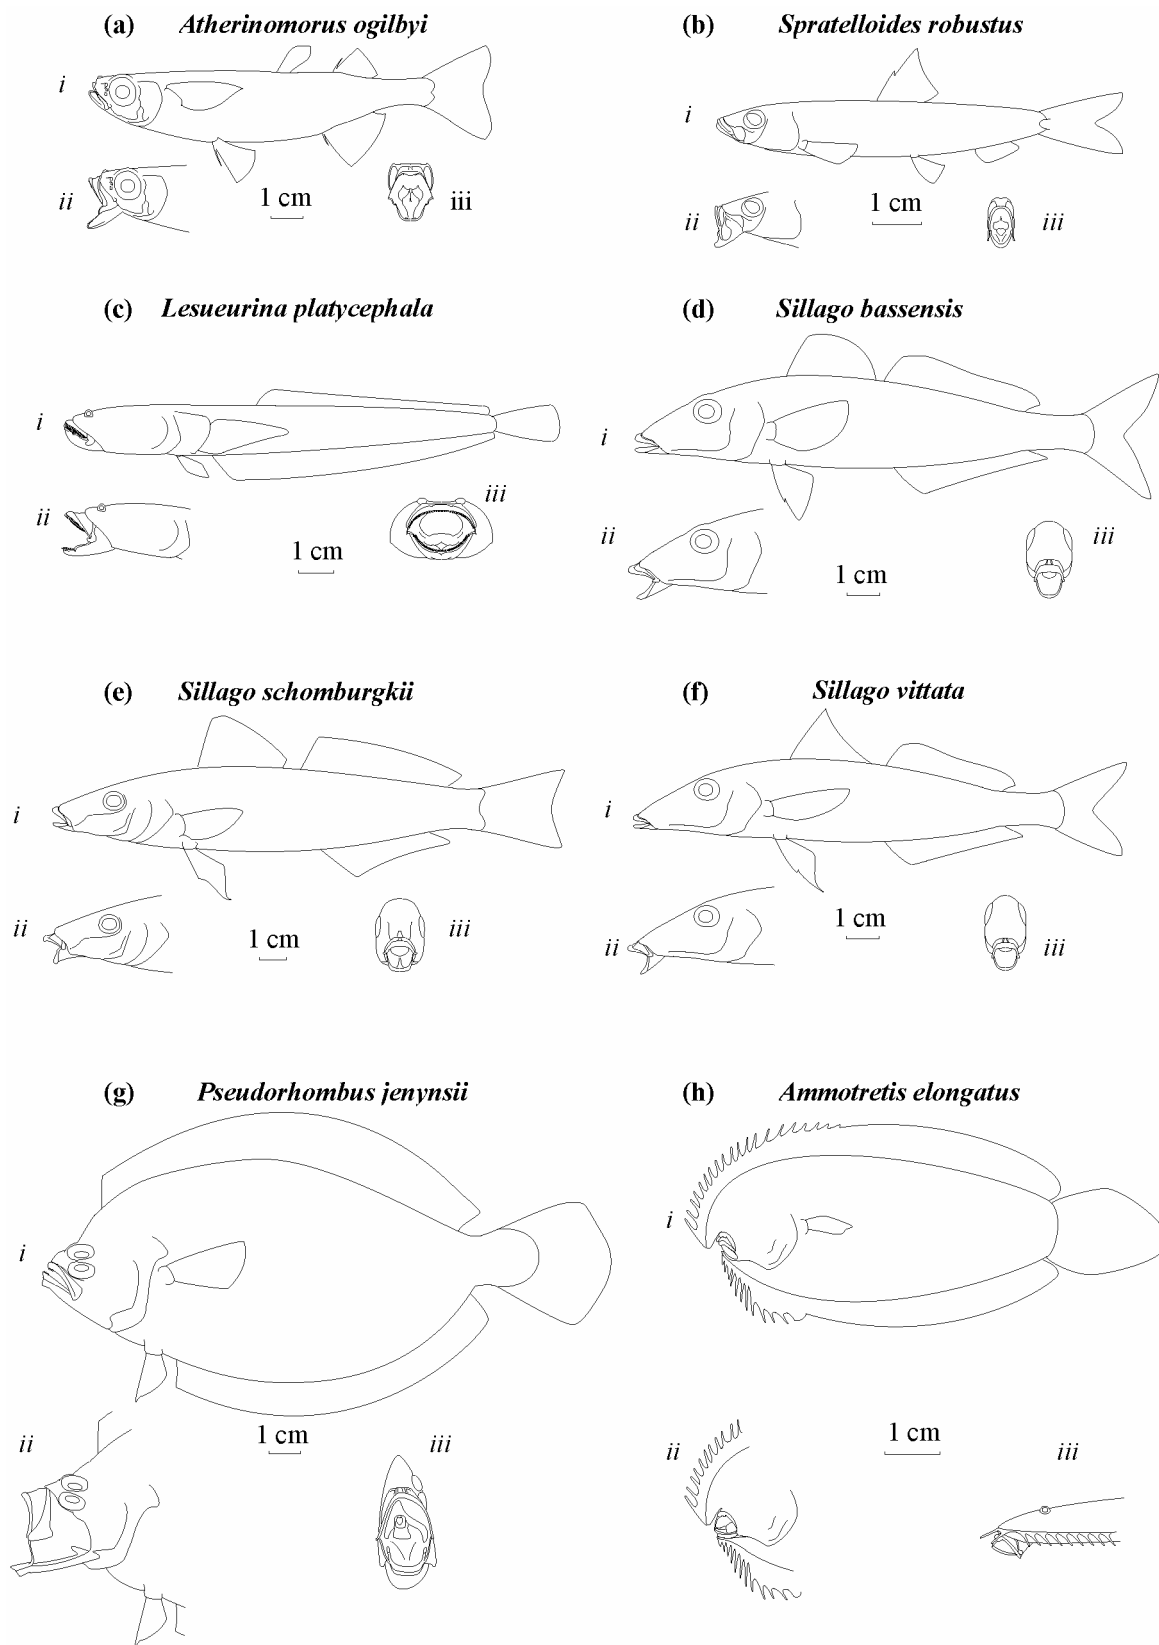 (a) Atherinomorus ogilbyi
(b) Spratelloides robustus
i
i
ii
1 cm
iii
ii
1 cm
iii
(c) Lesueurina platycephala
(d) Sillago bassensis
i
i
ii
1 cm
iii
ii
1 cm
iii
(e) Sillago schomburgkii
(f) Sillago vittata
i
i
ii
1 cm
iii
ii
1 cm
iii
(g) Pseudorhombus jenynsii
(h) Ammotretis elongatus
i
i
ii
1 cm
iii
ii
1 cm
iii